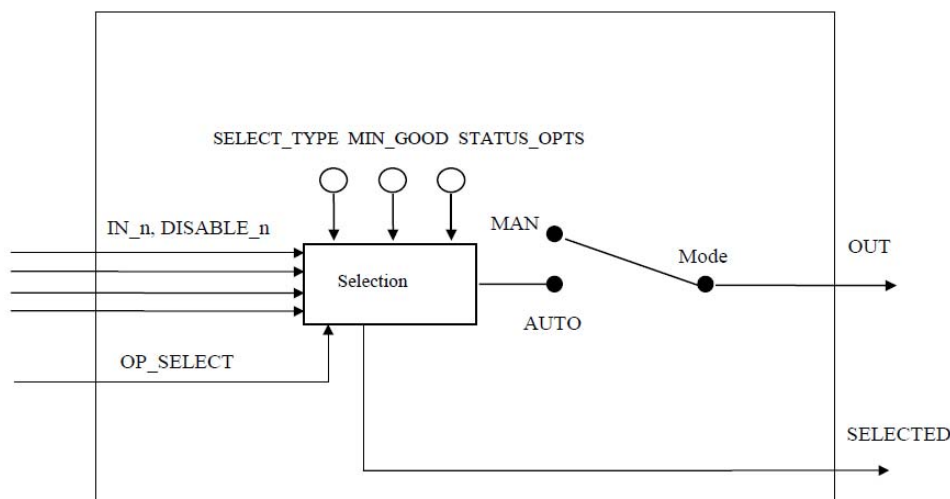 SELECT_TYPE MIN_GOOD STATUS_OPTS
IN_n, DISABLE_n
MAN
OUT
Mode
Selection
AUTO
OP_SELECT
SELECTED